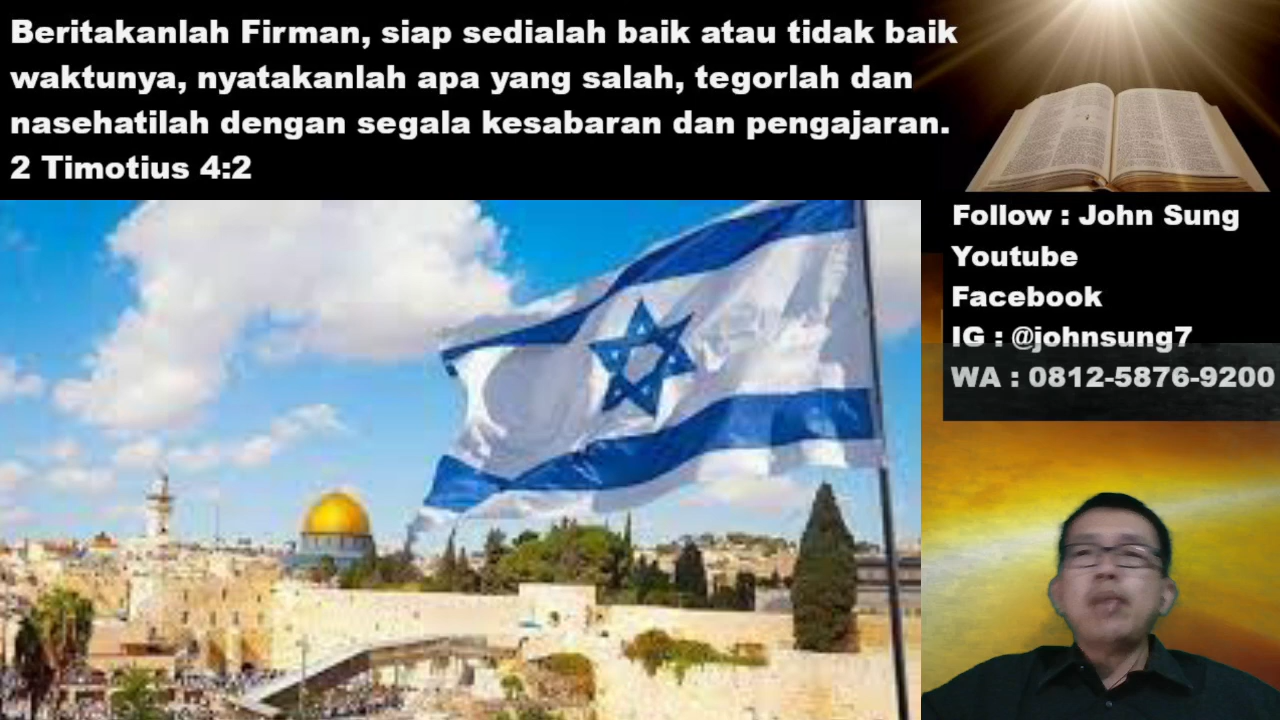 Beritakanlah Firman, siap sedialah baik atau tidak baik
waktunya, nyatakanlah apa yang salah, tegorlah dan
nasehatilah dengan segala kesabaran dan pengajaran.
2 Timotius 4:2
Follow : John Sung
Youtube
Facebook
IG : @johnsung7
WA : 0812-5876-9200